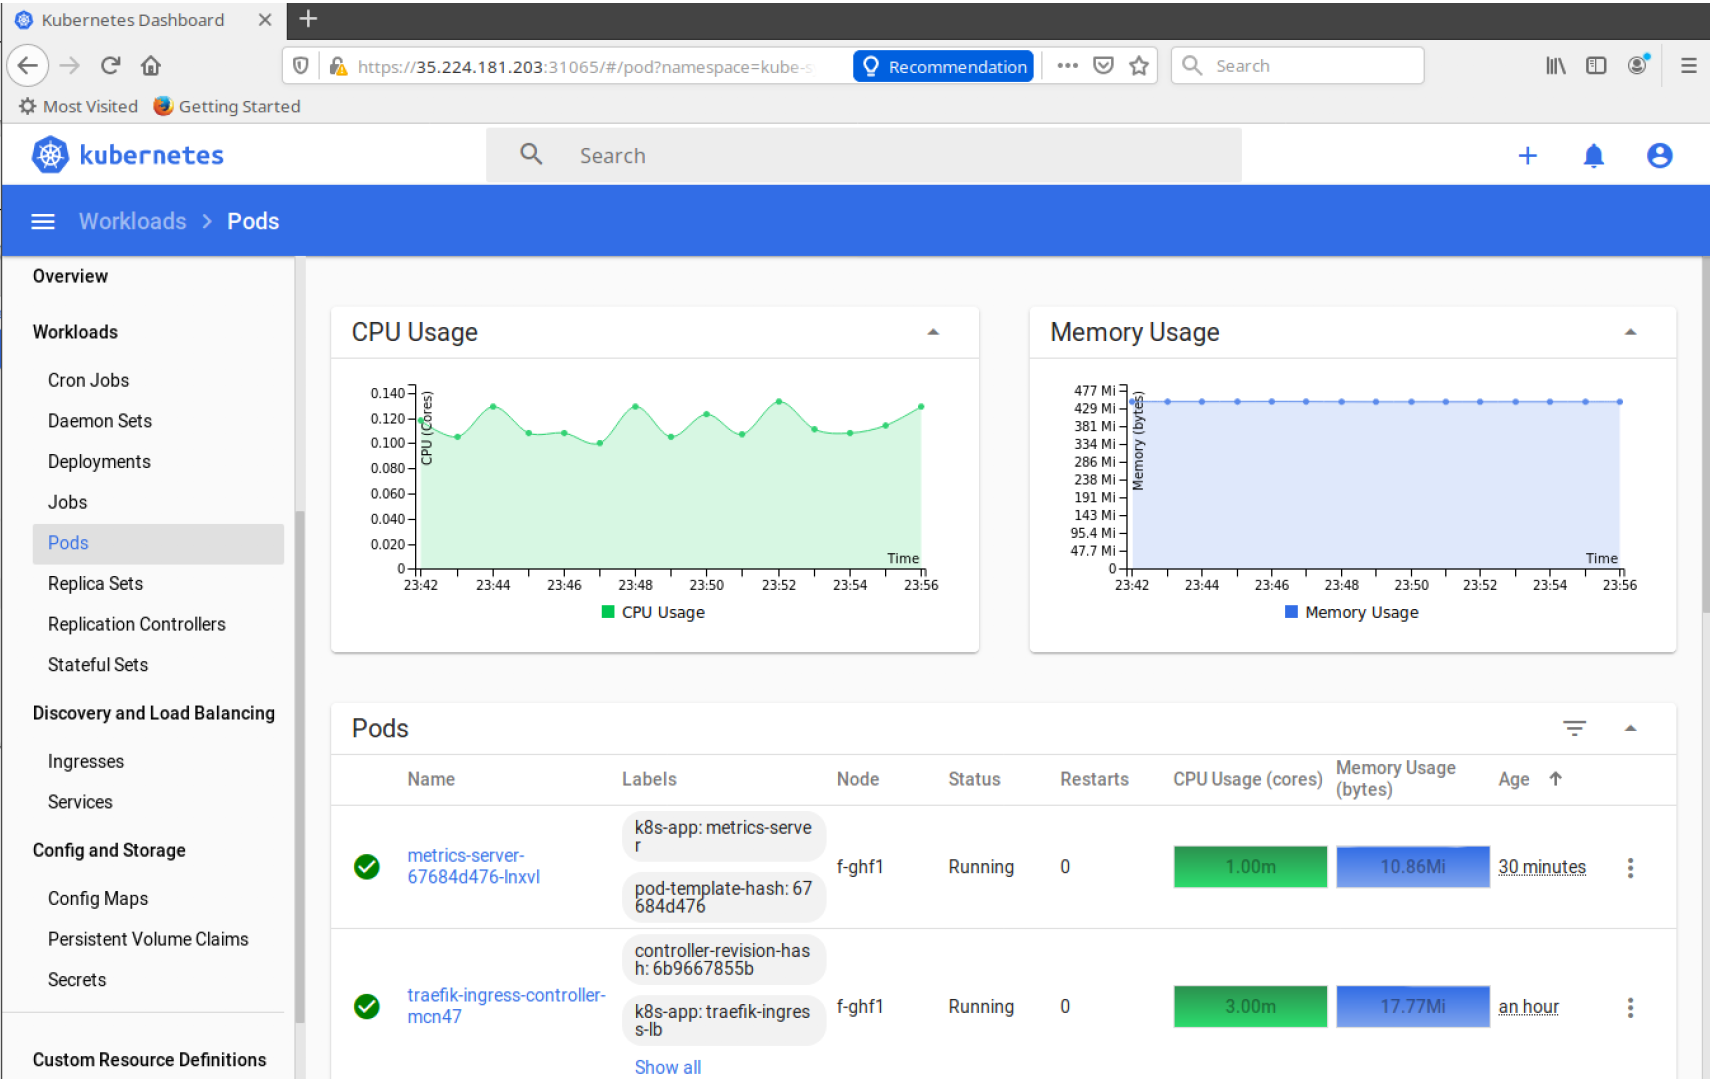 Kubernetes Dashboard
https://35.224.181.203:31065/#/pod?namespace=kube-s
Recommendation
Search
Most Visited
Getting Started
kubernetes
Search
Workloads > Pods
Overview
Workloads
Cron Jobs
Daemon Sets
Deployments
Jobs
Pods
Replica Sets
Replication Controllers
Stateful Sets
Discovery and Load Balancing
Ingresses
Services
Config and Storage
Config Maps
Persistent Volume Claims
Secrets
Custom Resource Definitions
CPU Usage
0.140
0.120
0.100
0.080
0.060
0.040
0.020
0
CPU (Cores)
Time
23:42 23:44 23:46 23:48 23:50 23:52 23:54 23:56
CPU Usage
Memory Usage
477 Mi
429 Mi
381 Mi
334 Mi
286 Mi
238 Mi
191 Mi
143 Mi
95.4 Mi
47.7 Mi
0
Memory (bytes)
Time
23:42 23:44 23:46 23:48 23:50 23:52 23:54 23:56
Memory Usage
Pods
Name Labels Node Status Restarts CPU Usage (cores) Memory Usage
(bytes) Age
metrics-server-
67684d476-lnxvl
k8s-app: metrics-serve
r
pod-template-hash: 67
684d476
f-ghf1 Running 0 1.00m 10.86Mi 30 minutes
traefik-ingress-controller-
mcn47
controller-revision-has
h: 6b9667855b
k8s-app: traefik-ingres
s-lb
Show all
f-ghf1 Running 0 3.00m 17.77Mi an hour